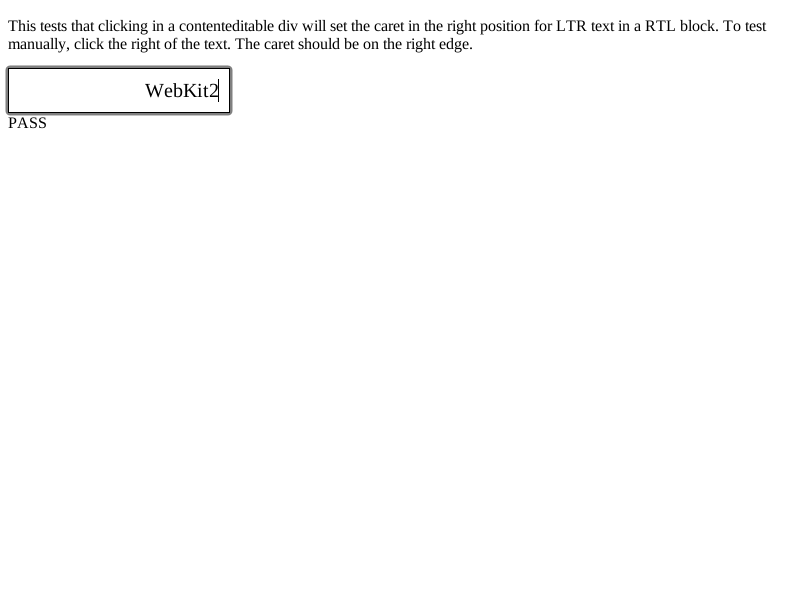 This tests that clicking in a contenteditable div will set the caret in the right position for LTR text in a RTL block. To test
manually, click the right of the text. The caret should be on the right edge.
WebKit2
PASS